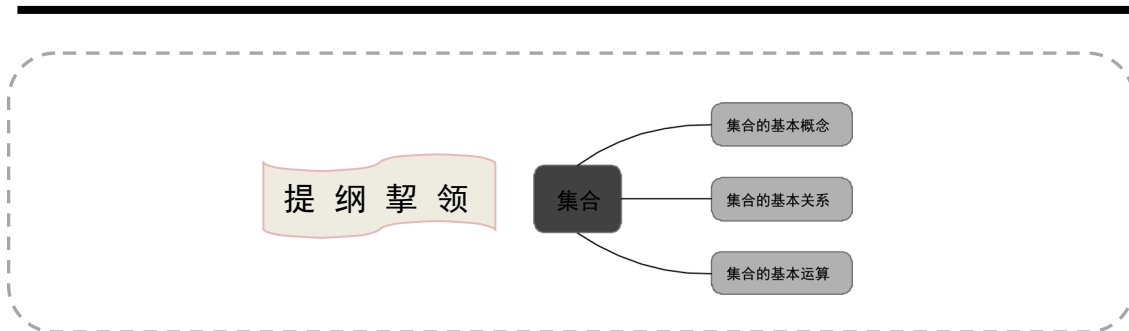 提纲挈领
集合
集合的基本概念
集合的基本关系
集合的基本运算